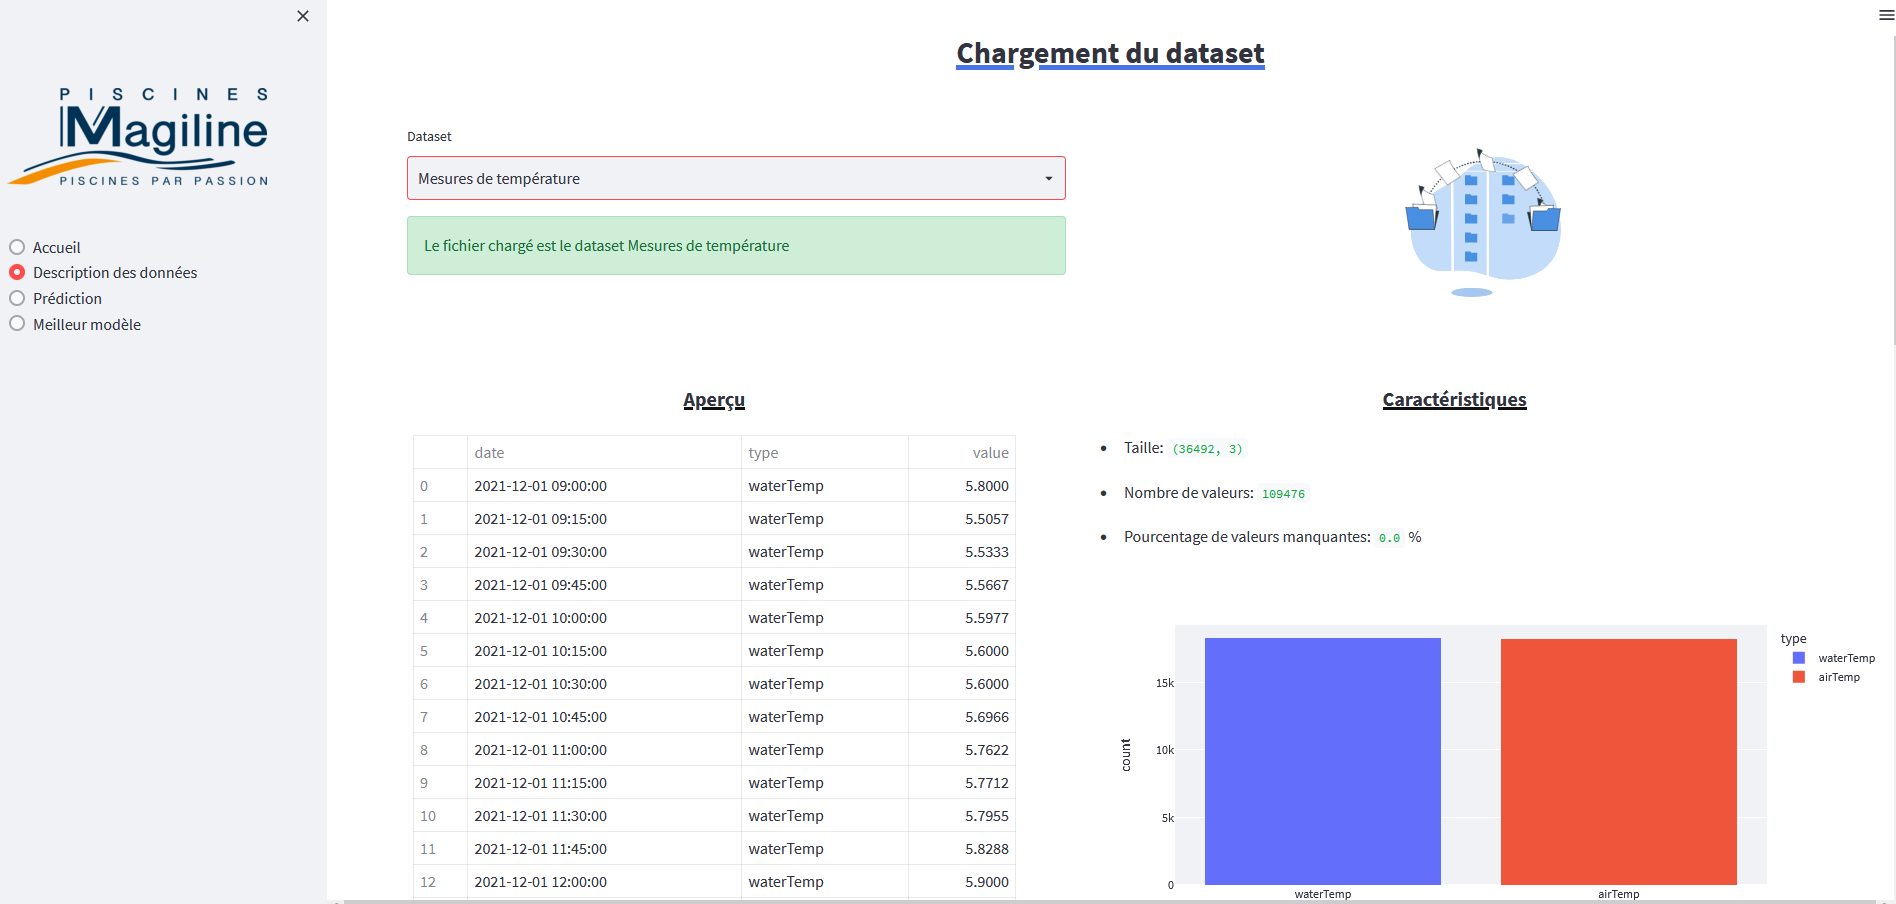 PISCINES
Magiline
PISCINES PAR PASSION
Accueil
Description des données
Prédiction
Meilleur modèle
Chargement du dataset
Dataset
Mesures de température
Le fichier chargé est le dataset Mesures de température
Aperçu
date type value
0 2021-12-01 09:00:00 waterTemp 5.8000
1 2021-12-01 09:15:00 waterTemp 5.5057
2 2021-12-01 09:30:00 waterTemp 5.5333
3 2021-12-01 09:45:00 waterTemp 5.5667
4 2021-12-01 10:00:00 waterTemp 5.5977
5 2021-12-01 10:15:00 waterTemp 5.6000
6 2021-12-01 10:30:00 waterTemp 5.6000
7 2021-12-01 10:45:00 waterTemp 5.6966
8 2021-12-01 11:00:00 waterTemp 5.7622
9 2021-12-01 11:15:00 waterTemp 5.7712
10 2021-12-01 11:30:00 waterTemp 5.7955
11 2021-12-01 11:45:00 waterTemp 5.8288
12 2021-12-01 12:00:00 waterTemp 5.9000
Caractéristiques
Taille: (36492, 3)
Nombre de valeurs: 109476
Pourcentage de valeurs manquantes: 0.0 %
type
waterTemp
airTemp
15k
10k
5k
0
count
waterTemp airTemp